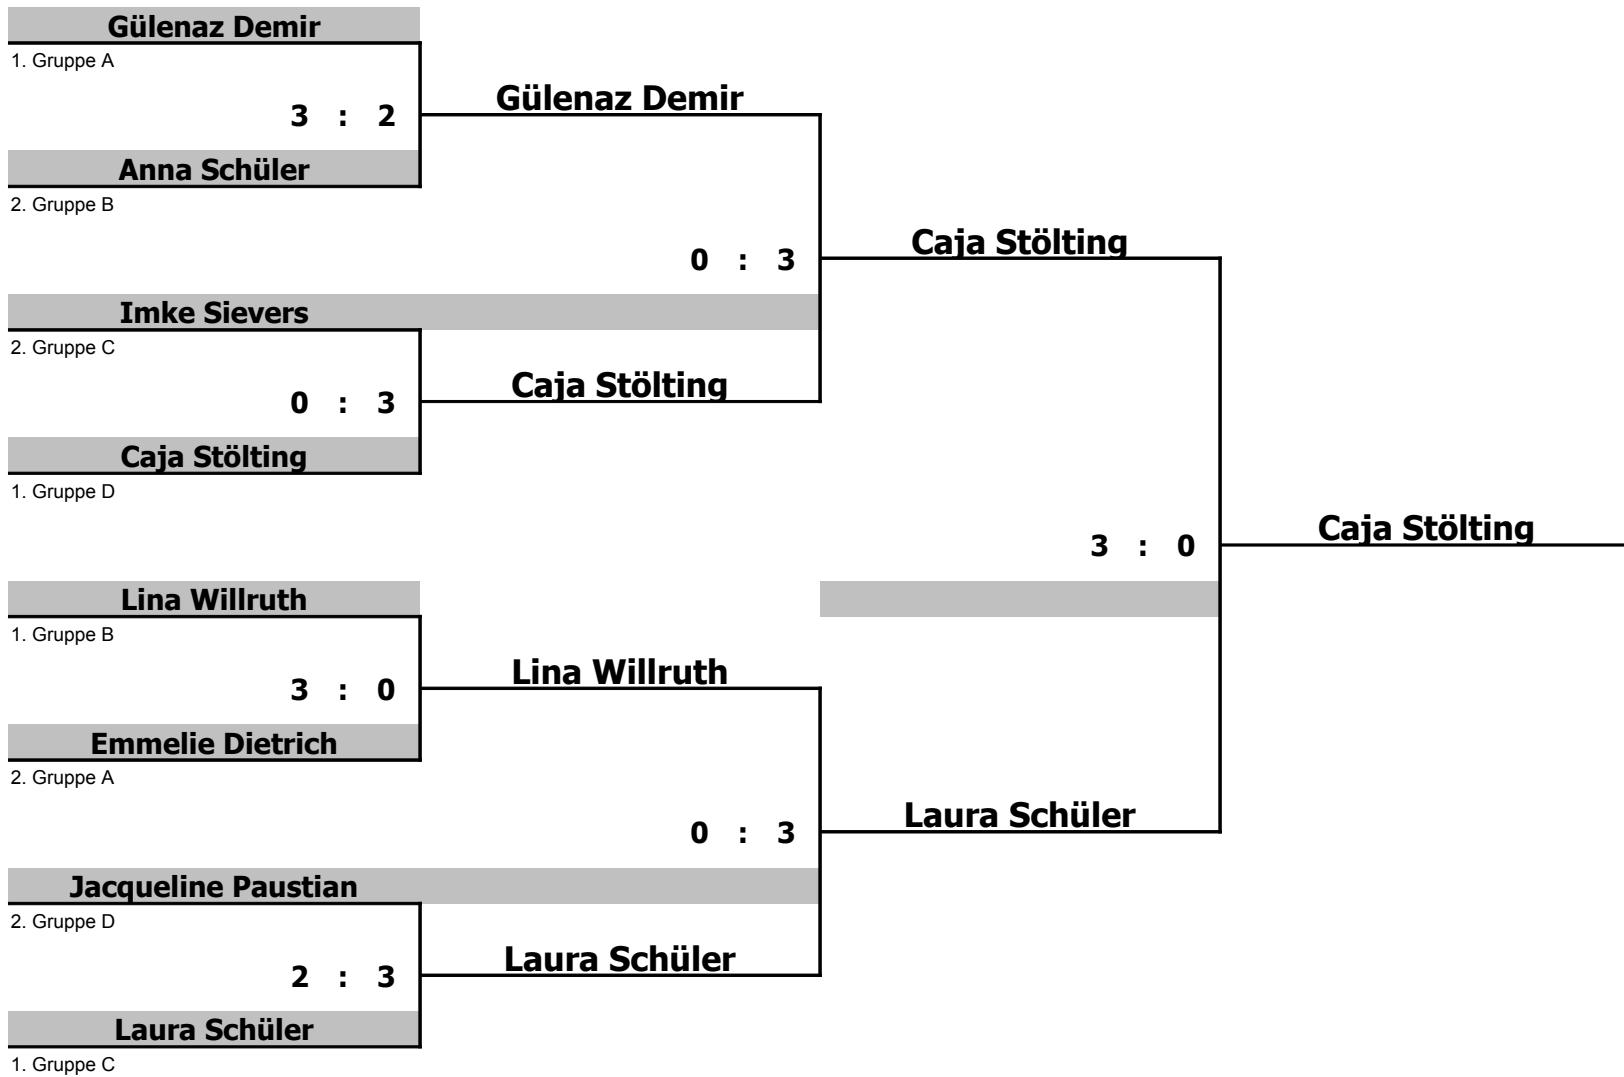 Gülenaz Demir
1. Gruppe A
Gülenaz Demir
3 : 2
Anna Schüler
2. Gruppe B
Caja Stölting
0 : 3
Imke Sievers
2. Gruppe C
Caja Stölting
0 : 3
Caja Stölting
1. Gruppe D
Caja Stölting
3 : 0
Lina Willruth
1. Gruppe B
Lina Willruth
3 : 0
Emmelie Dietrich
2. Gruppe A
Laura Schüler
0 : 3
Jacqueline Paustian
2. Gruppe D
Laura Schüler
2 : 3
Laura Schüler
1. Gruppe C